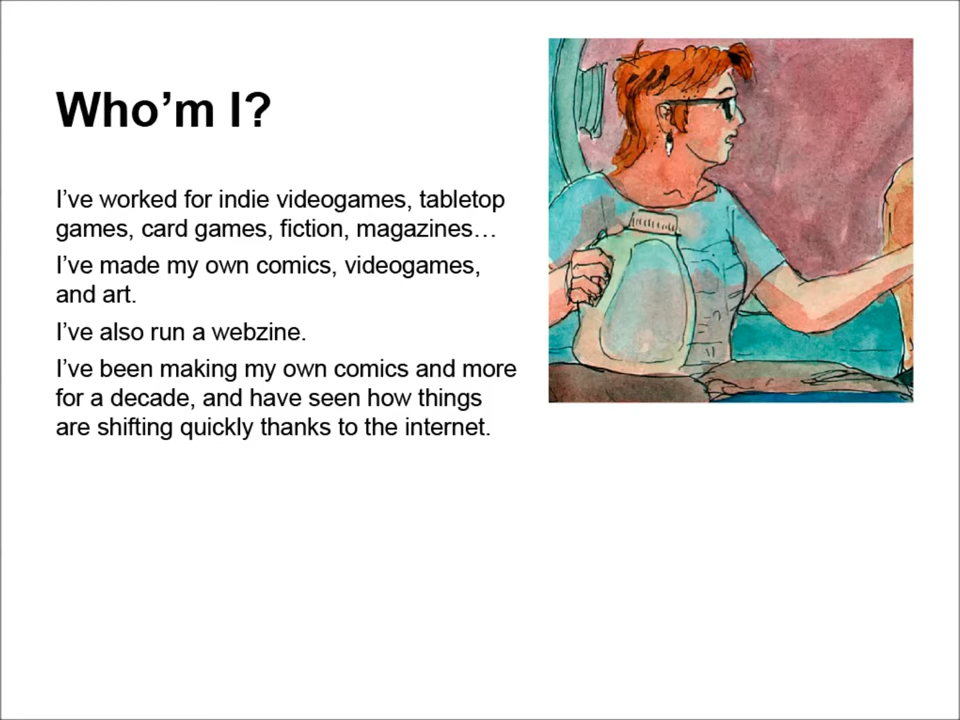 Who’m I?
I’ve worked for indie videogames, tabletop
games, card games, fiction, magazines…
I’ve made my own comics, videogames,
and art.
I’ve also run a webzine.
I’ve been making my own comics and more
for a decade, and have seen how things
are shifting quickly thanks to the internet.